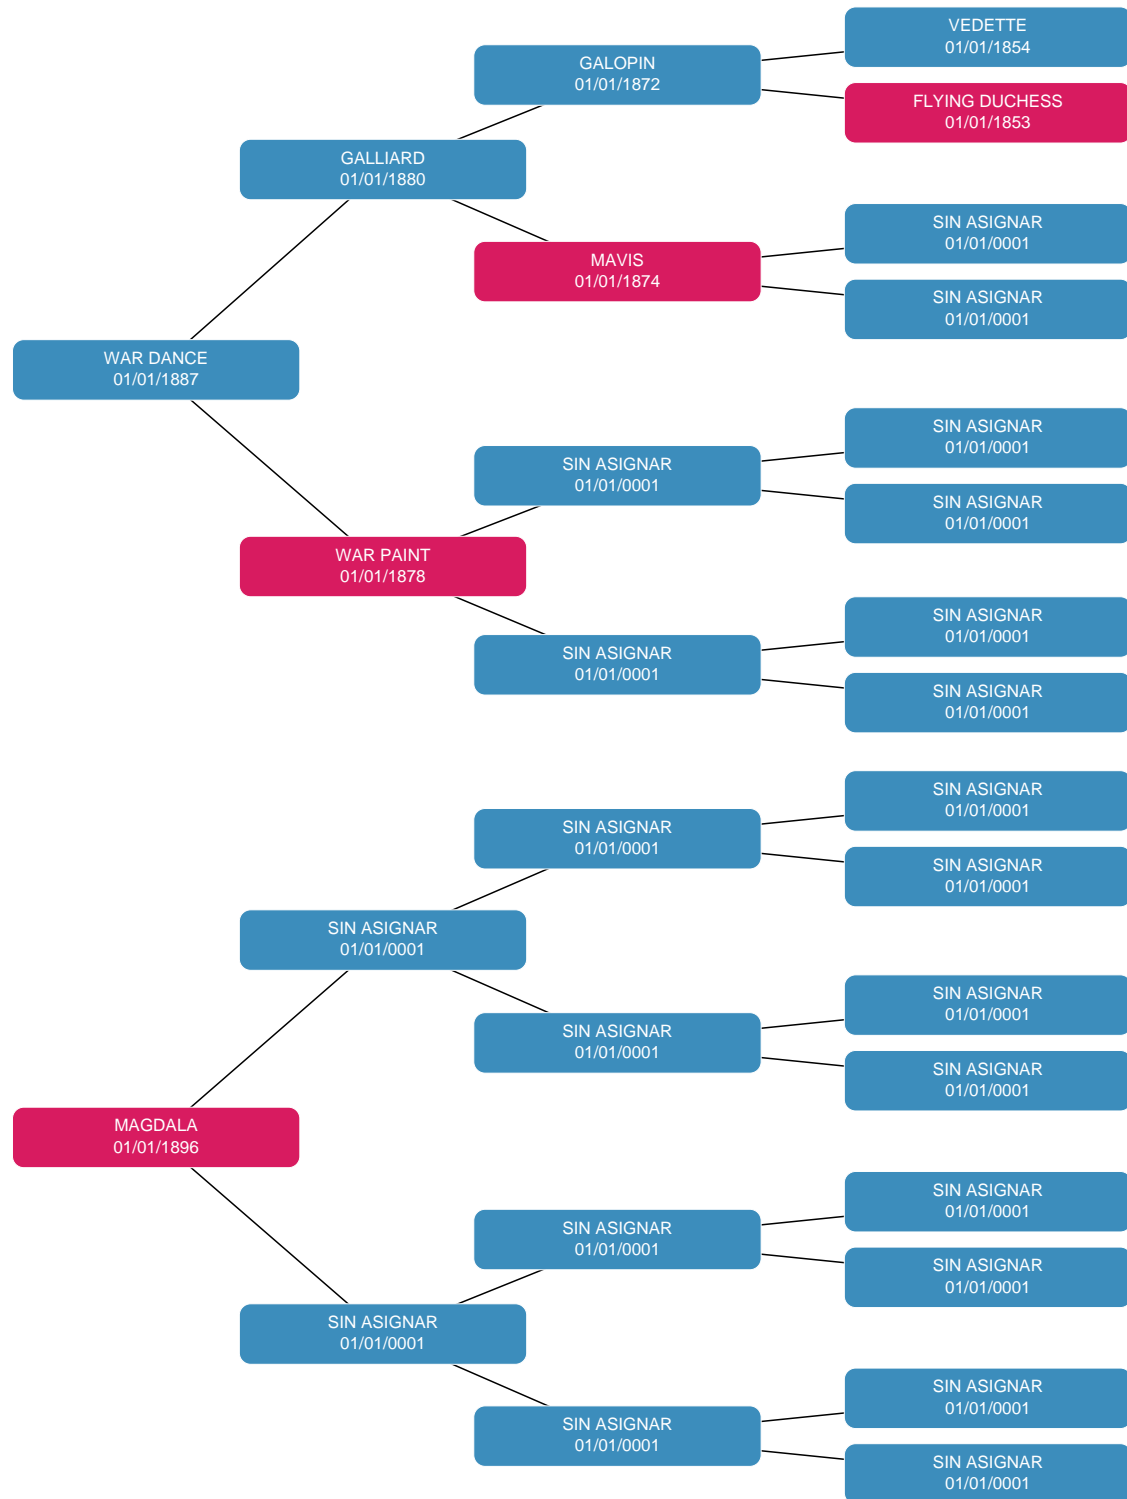 VEDETTE
01/01/1854
GALOPIN
01/01/1872
FLYING DUCHESS
01/01/1853
GALLIARD
01/01/1880
SIN ASIGNAR
01/01/0001
MAVIS
01/01/1874
SIN ASIGNAR
01/01/0001
WAR DANCE
01/01/1887
SIN ASIGNAR
01/01/0001
SIN ASIGNAR
01/01/0001
SIN ASIGNAR
01/01/0001
WAR PAINT
01/01/1878
SIN ASIGNAR
01/01/0001
SIN ASIGNAR
01/01/0001
SIN ASIGNAR
01/01/0001
SIN ASIGNAR
01/01/0001
SIN ASIGNAR
01/01/0001
SIN ASIGNAR
01/01/0001
SIN ASIGNAR
01/01/0001
SIN ASIGNAR
01/01/0001
SIN ASIGNAR
01/01/0001
SIN ASIGNAR
01/01/0001
MAGDALA
01/01/1896
SIN ASIGNAR
01/01/0001
SIN ASIGNAR
01/01/0001
SIN ASIGNAR
01/01/0001
SIN ASIGNAR
01/01/0001
SIN ASIGNAR
01/01/0001
SIN ASIGNAR
01/01/0001
SIN ASIGNAR
01/01/0001